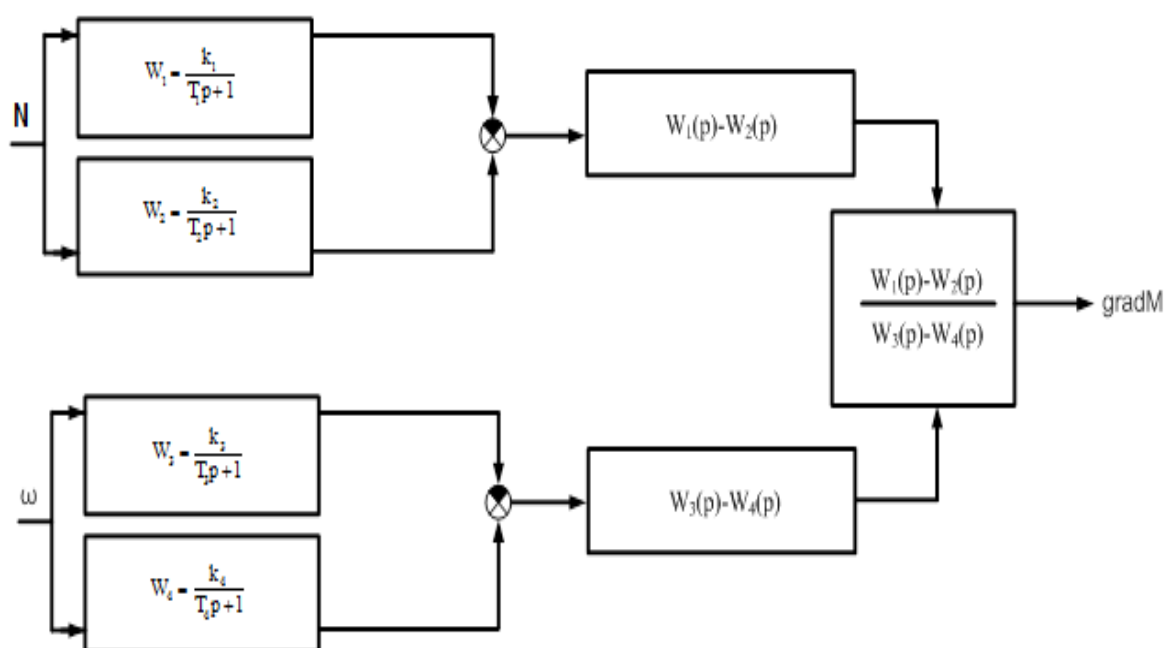 N
W₁ = k₁/(T₁p+1)
W₂ = k₂/(T₂p+1)
W₁(p)-W₂(p)
W₁(p)-W₂(p)
W₃(p)-W₄(p)
gradM
ω
W₃ = k₃/(T₃p+1)
W₄ = k₄/(T₄p+1)
W₃(p)-W₄(p)